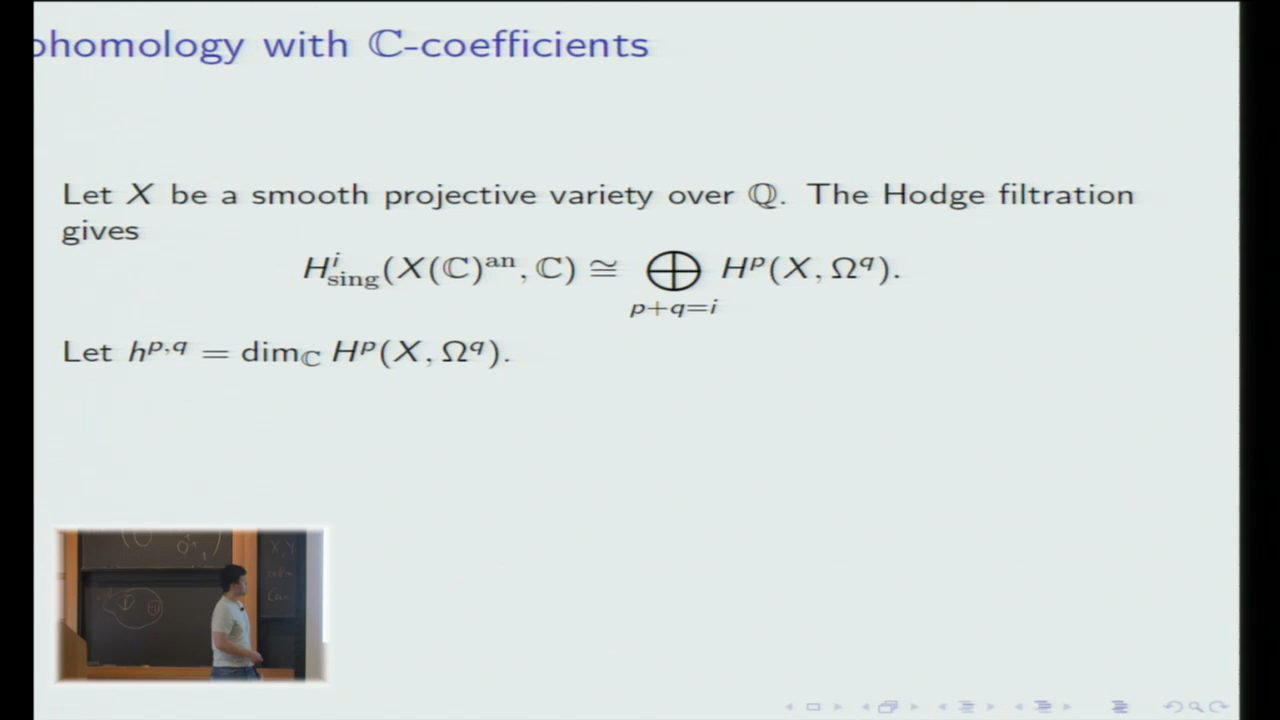 ohomology with ℂ-coefficients
Let X be a smooth projective variety over ℚ. The Hodge filtration
gives
H^i_sing(X(ℂ)^an, ℂ) ≅ ⊕_{p+q=i} H^p(X, Ω^q).
Let h^{p,q} = dim_ℂ H^p(X, Ω^q).